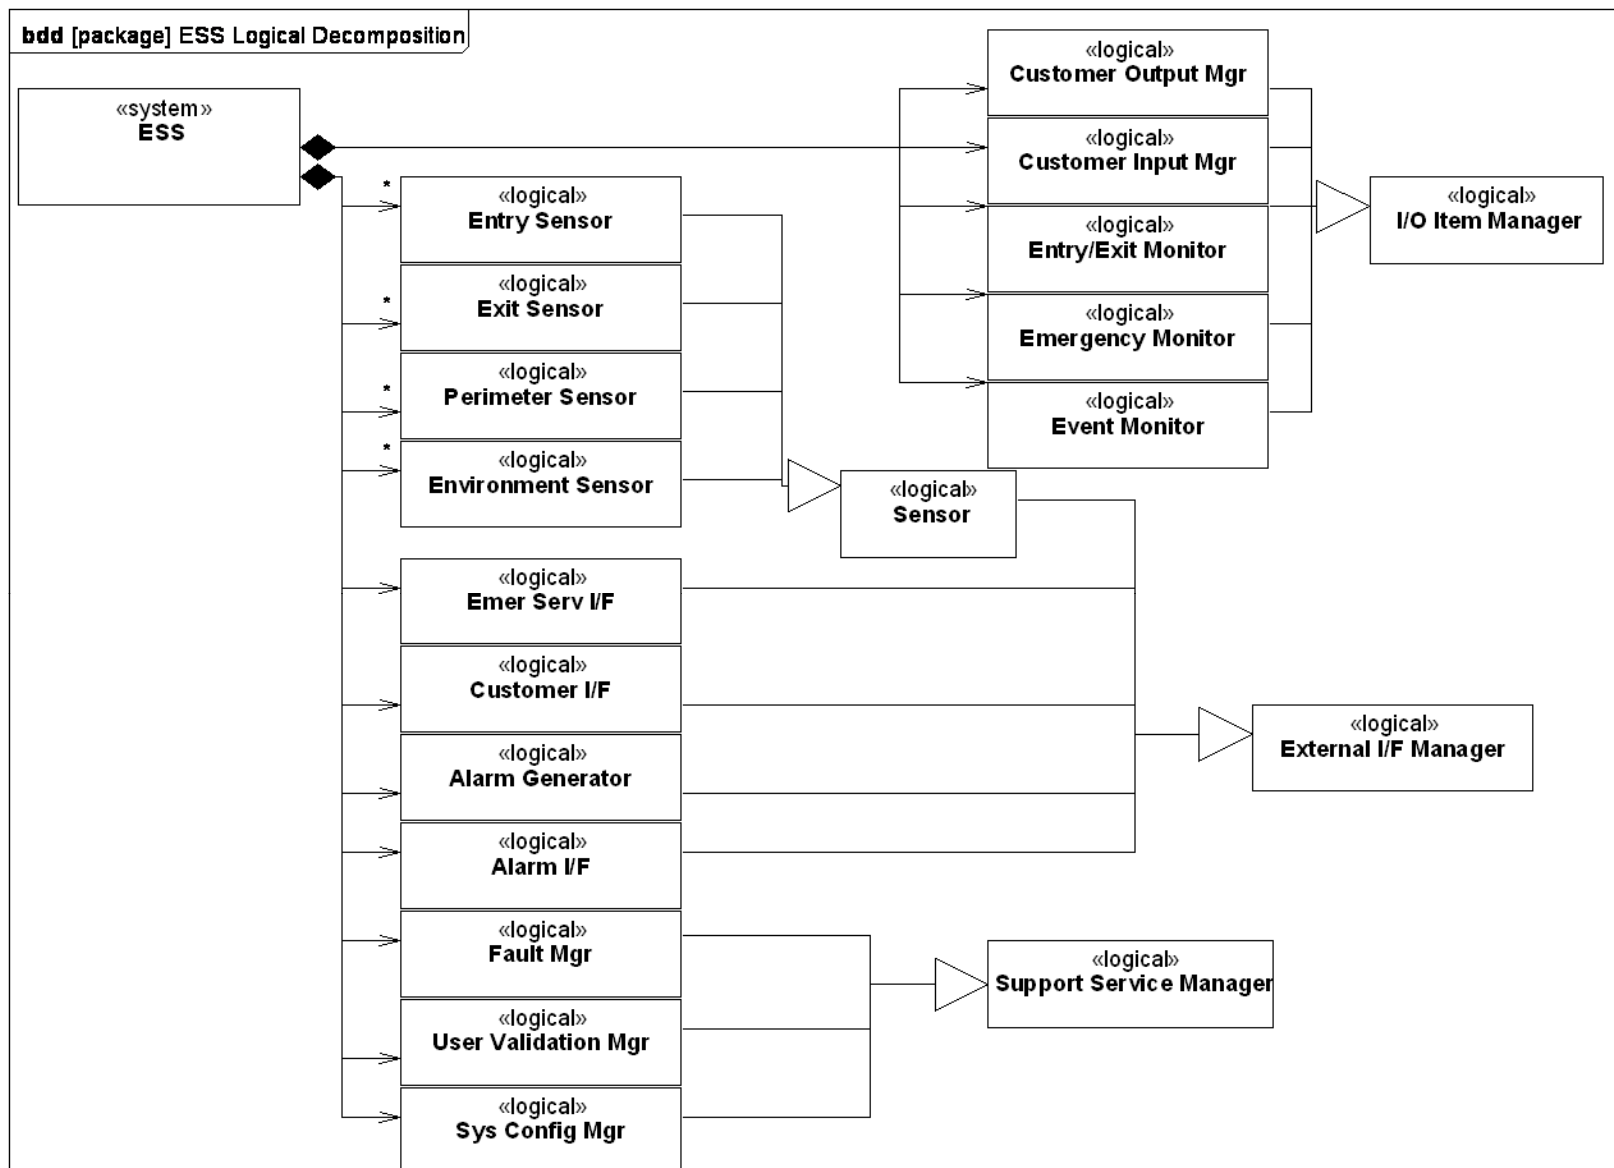 bdd [package] ESS Logical Decomposition
«system»
ESS
«logical»
Customer Output Mgr
«logical»
Customer Input Mgr
«logical»
Entry/Exit Monitor
«logical»
Emergency Monitor
«logical»
Event Monitor
«logical»
I/O Item Manager
*
«logical»
Entry Sensor
*
«logical»
Exit Sensor
*
«logical»
Perimeter Sensor
*
«logical»
Environment Sensor
«logical»
Sensor
«logical»
Emer Serv I/F
«logical»
Customer I/F
«logical»
Alarm Generator
«logical»
Alarm I/F
«logical»
External I/F Manager
«logical»
Fault Mgr
«logical»
User Validation Mgr
«logical»
Sys Config Mgr
«logical»
Support Service Manager